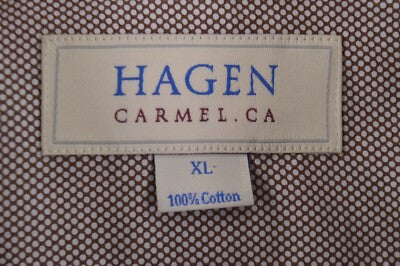 HAGEN
CARMEL.CA
XL
100% Cotton